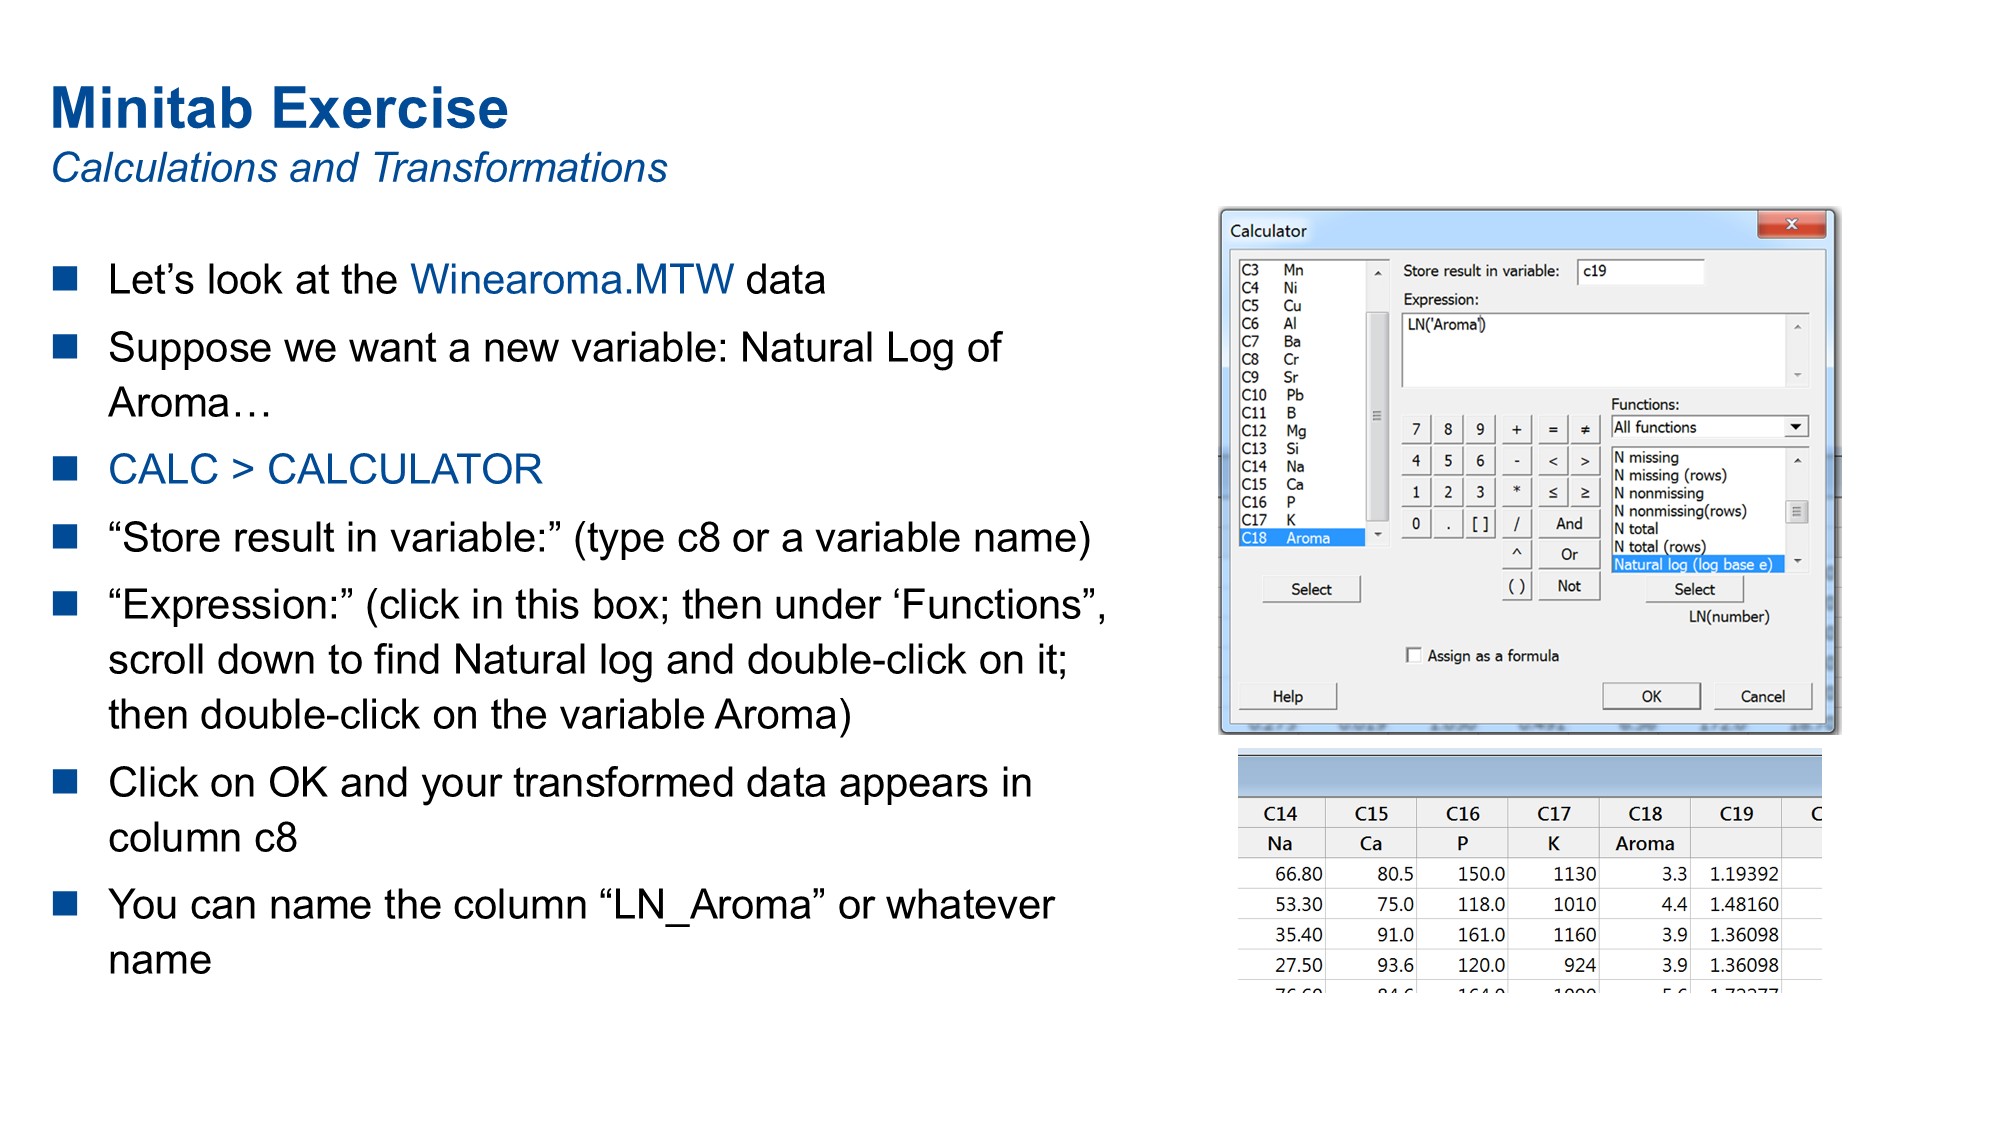 Minitab Exercise
Calculations and Transformations
Let’s look at the Winearoma.MTW data
Suppose we want a new variable: Natural Log of
Aroma…
CALC > CALCULATOR
“Store result in variable:” (type c8 or a variable name)
“Expression:” (click in this box; then under ‘Functions”,
scroll down to find Natural log and double-click on it;
then double-click on the variable Aroma)
Click on OK and your transformed data appears in
column c8
You can name the column “LN_Aroma” or whatever
name
Calculator
x
C3 Mn
C4 Ni
C5 Cu
C6 Al
C7 Ba
C8 Cr
C9 Sr
C10 Pb
C11 B
C12 Mg
C13 Si
C14 Na
C15 Ca
C16 P
C17 K
C18 Aroma
Select
Store result in variable: c19
Expression:
LN('Aroma')
7 8 9 + = ≠
4 5 6 - < >
1 2 3 * ≤ ≥
0 . [ ] / And
^ Or
( ) Not
Functions:
All functions
N missing
N missing (rows)
N nonmissing
N nonmissing(rows)
N total
N total (rows)
Natural log (log base e)
Select
LN(number)
Assign as a formula
Help OK Cancel
C14 C15 C16 C17 C18 C19
Na Ca P K Aroma
66.80 80.5 150.0 1130 3.3 1.19392
53.30 75.0 118.0 1010 4.4 1.48160
35.40 91.0 161.0 1160 3.9 1.36098
27.50 93.6 120.0 924 3.9 1.36098